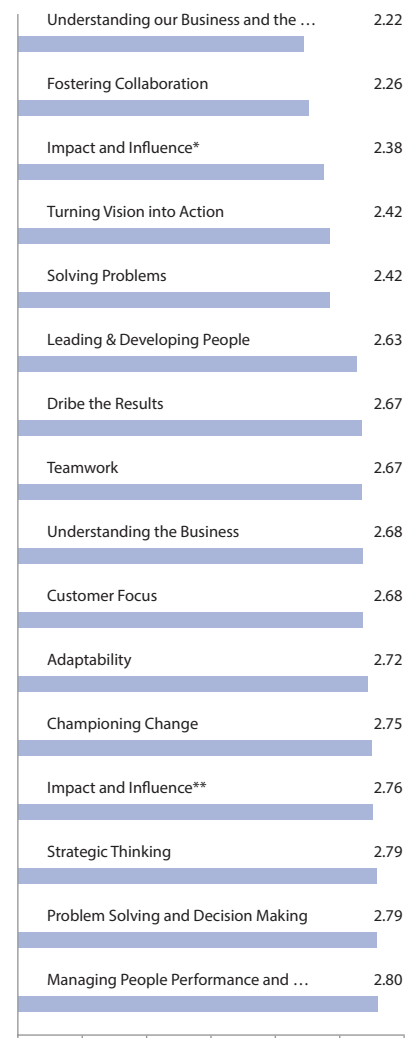 Understanding our Business and the … 2.22
Fostering Collaboration 2.26
Impact and Influence* 2.38
Turning Vision into Action 2.42
Solving Problems 2.42
Leading & Developing People 2.63
Dribe the Results 2.67
Teamwork 2.67
Understanding the Business 2.68
Customer Focus 2.68
Adaptability 2.72
Championing Change 2.75
Impact and Influence** 2.76
Strategic Thinking 2.79
Problem Solving and Decision Making 2.79
Managing People Performance and … 2.80